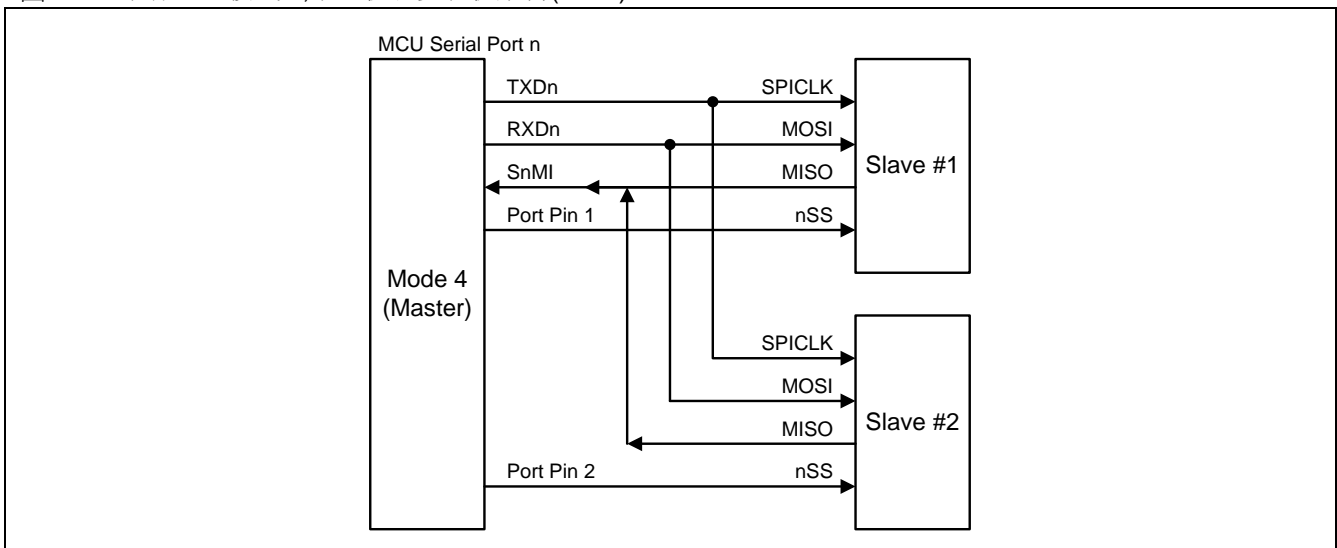 MCU Serial Port n
TXDn SPICLK
RXDn MOSI
SnMI MISO
Port Pin 1 nSS
Slave #1
Mode 4
(Master)
SPICLK
MOSI
MISO
Port Pin 2 nSS
Slave #2